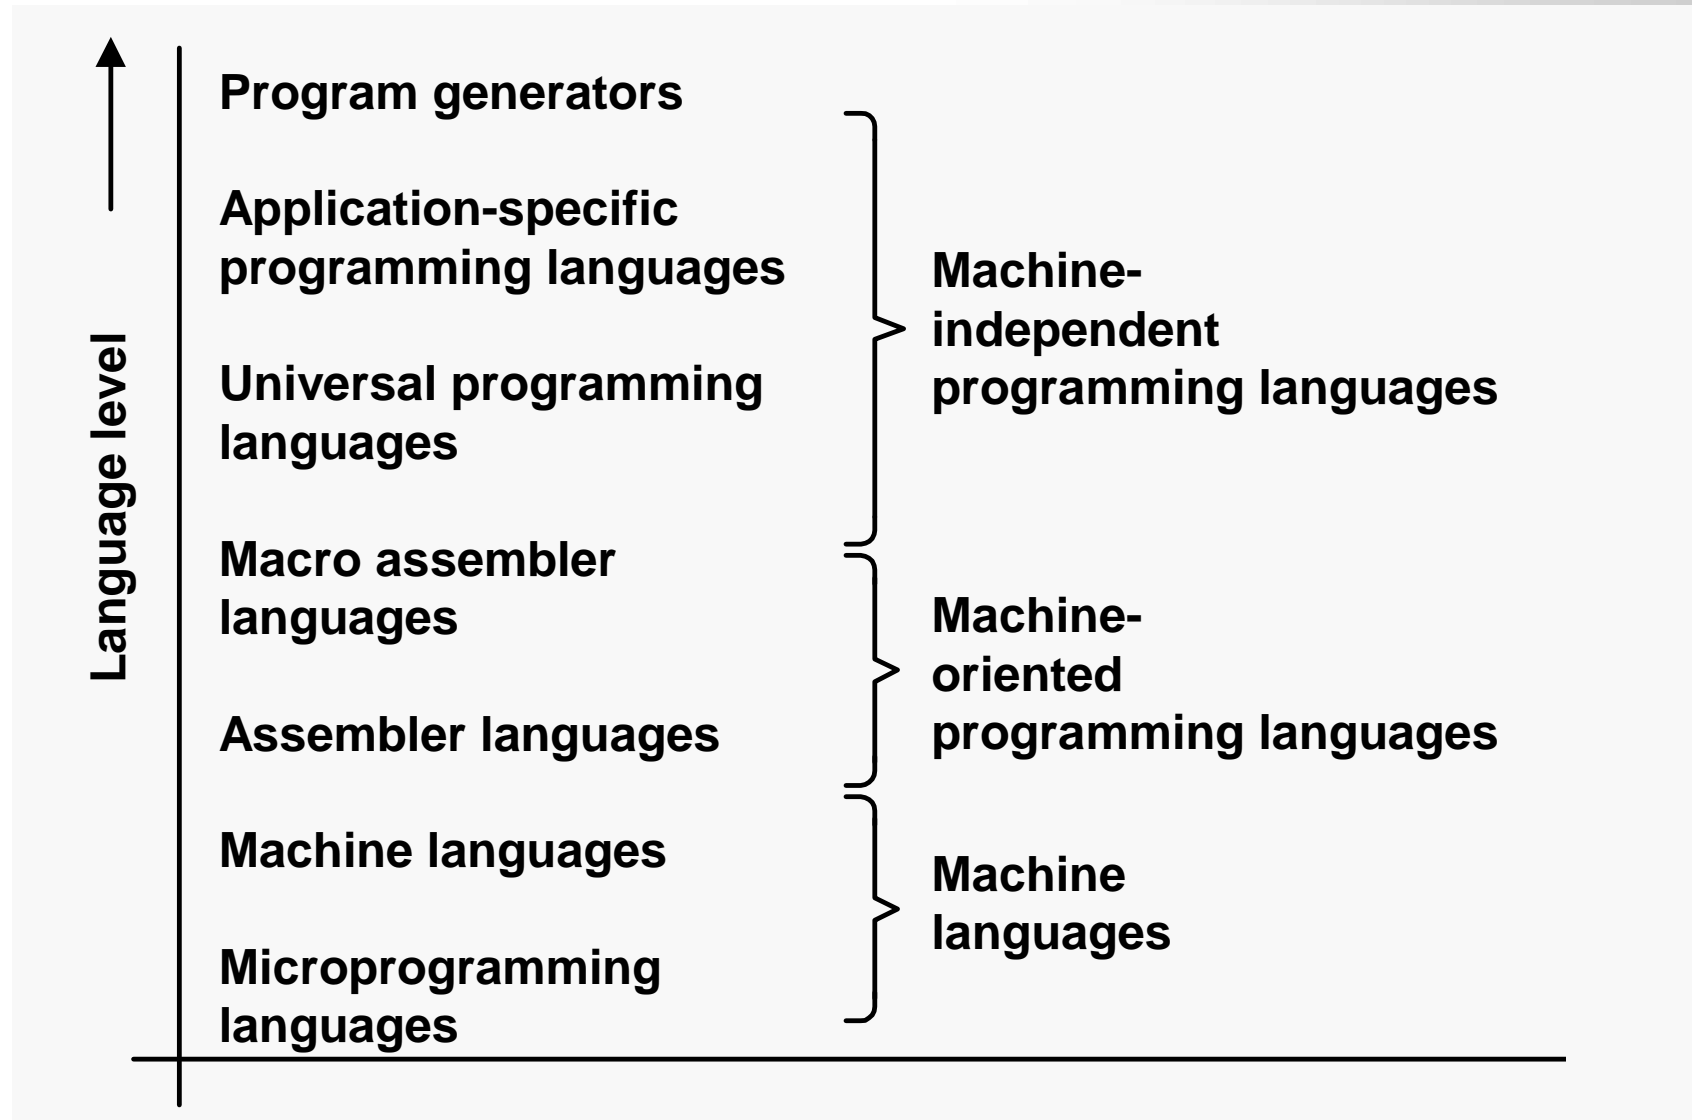 Program generators
Application-specific
programming languages
Universal programming
languages
Macro assembler
languages
Assembler languages
Machine languages
Microprogramming
languages
Machine-
independent
programming languages
Machine-
oriented
programming languages
Machine
languages
Language level